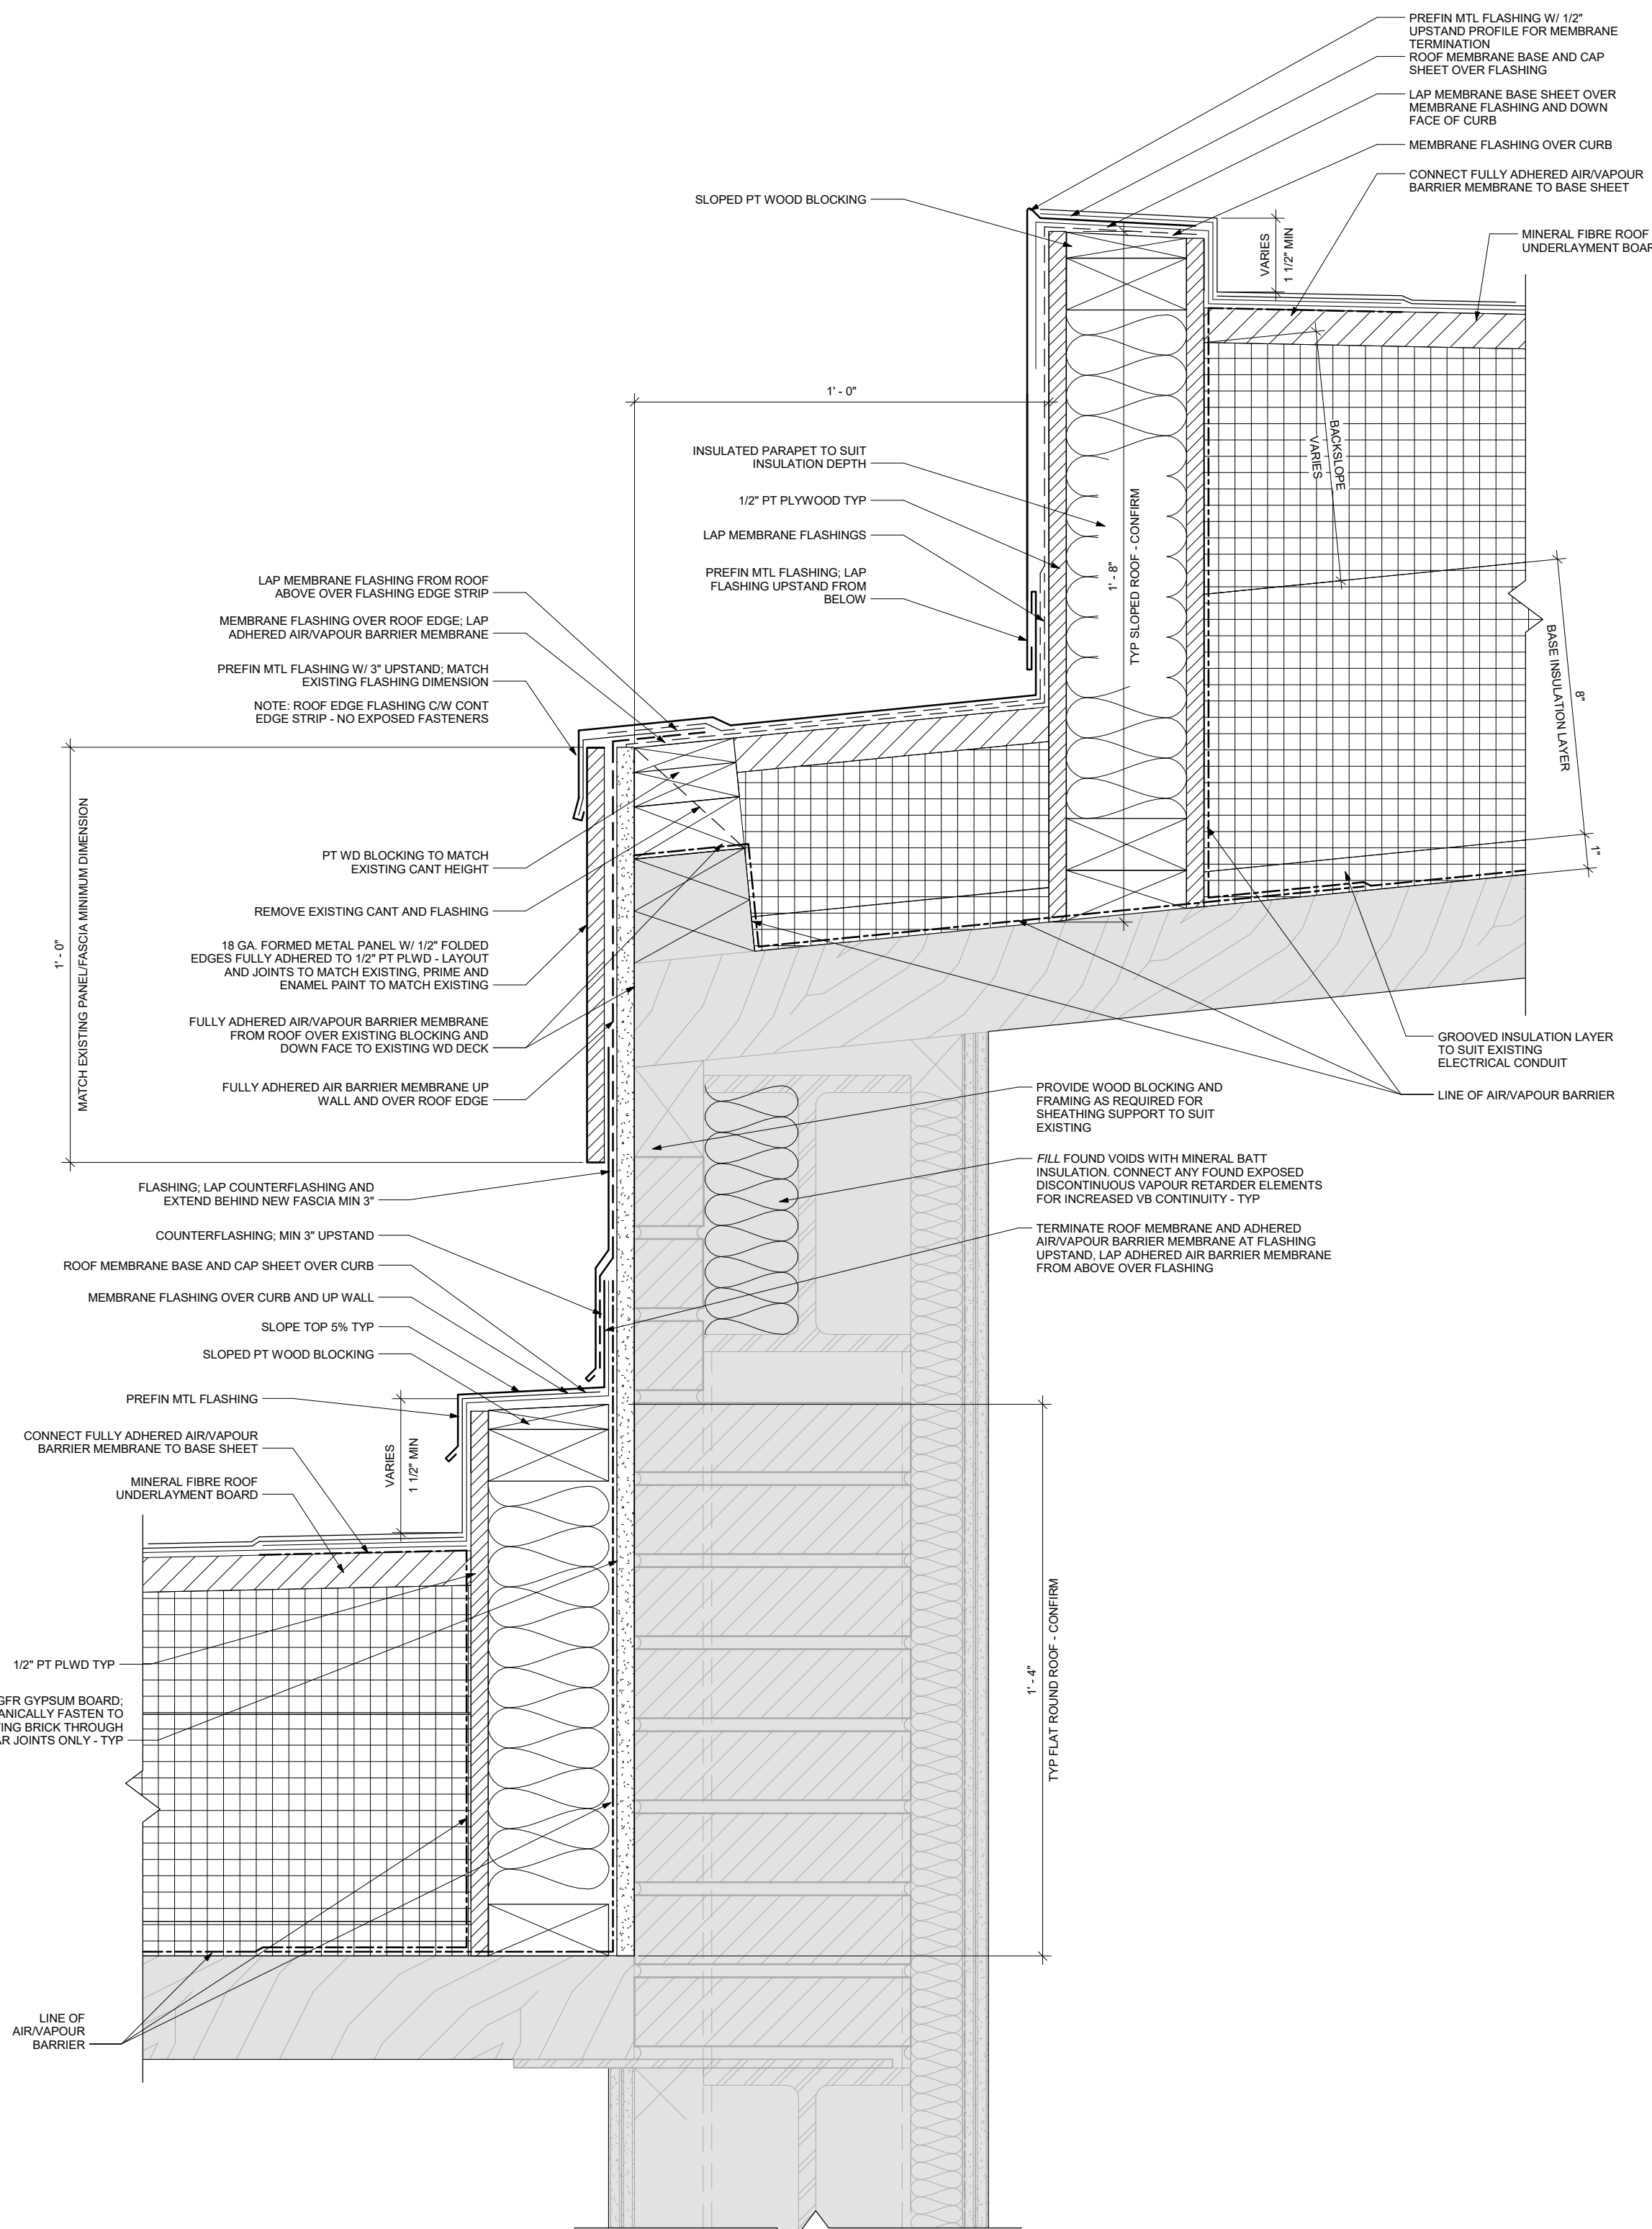 PREFIN MTL FLASHING W/ 1/2"
UPSTAND PROFILE FOR MEMBRANE
TERMINATION
ROOF MEMBRANE BASE AND CAP
SHEET OVER FLASHING
LAP MEMBRANE BASE SHEET OVER
MEMBRANE FLASHING AND DOWN
FACE OF CURB
MEMBRANE FLASHING OVER CURB
CONNECT FULLY ADHERED AIR/VAPOUR
BARRIER MEMBRANE TO BASE SHEET
SLOPED PT WOOD BLOCKING
MINERAL FIBRE ROOF
UNDERLAYMENT BOAR
VARIES
1 1/2" MIN
1' - 0"
BACKSLOPE
VARIES
INSULATED PARAPET TO SUIT
INSULATION DEPTH
1/2" PT PLYWOOD TYP
LAP MEMBRANE FLASHINGS
PREFIN MTL FLASHING; LAP
FLASHING UPSTAND FROM
BELOW
1' - 8"
TYP SLOPED ROOF - CONFIRM
8"
BASE INSULATION LAYER
1"
LAP MEMBRANE FLASHING FROM ROOF
ABOVE OVER FLASHING EDGE STRIP
MEMBRANE FLASHING OVER ROOF EDGE; LAP
ADHERED AIR/VAPOUR BARRIER MEMBRANE
PREFIN MTL FLASHING W/ 3" UPSTAND; MATCH
EXISTING FLASHING DIMENSION
NOTE: ROOF EDGE FLASHING C/W CONT
EDGE STRIP - NO EXPOSED FASTENERS
1' - 0"
MATCH EXISTING PANEL/FASCIA MINIMUM DIMENSION
PT WD BLOCKING TO MATCH
EXISTING CANT HEIGHT
REMOVE EXISTING CANT AND FLASHING
18 GA. FORMED METAL PANEL W/ 1/2" FOLDED
EDGES FULLY ADHERED TO 1/2" PT PLWD - LAYOUT
AND JOINTS TO MATCH EXISTING, PRIME AND
ENAMEL PAINT TO MATCH EXISTING
FULLY ADHERED AIR/VAPOUR BARRIER MEMBRANE
FROM ROOF OVER EXISTING BLOCKING AND
DOWN FACE TO EXISTING WD DECK
FULLY ADHERED AIR BARRIER MEMBRANE UP
WALL AND OVER ROOF EDGE
GROOVED INSULATION LAYER
TO SUIT EXISTING
ELECTRICAL CONDUIT
LINE OF AIR/VAPOUR BARRIER
PROVIDE WOOD BLOCKING AND
FRAMING AS REQUIRED FOR
SHEATHING SUPPORT TO SUIT
EXISTING
FILL FOUND VOIDS WITH MINERAL BATT
INSULATION. CONNECT ANY FOUND EXPOSED
DISCONTINUOUS VAPOUR RETARDER ELEMENTS
FOR INCREASED VB CONTINUITY - TYP
TERMINATE ROOF MEMBRANE AND ADHERED
AIR/VAPOUR BARRIER MEMBRANE AT FLASHING
UPSTAND, LAP ADHERED AIR BARRIER MEMBRANE
FROM ABOVE OVER FLASHING
FLASHING; LAP COUNTERFLASHING AND
EXTEND BEHIND NEW FASCIA MIN 3"
COUNTERFLASHING; MIN 3" UPSTAND
ROOF MEMBRANE BASE AND CAP SHEET OVER CURB
MEMBRANE FLASHING OVER CURB AND UP WALL
SLOPE TOP 5% TYP
SLOPED PT WOOD BLOCKING
PREFIN MTL FLASHING
CONNECT FULLY ADHERED AIR/VAPOUR
BARRIER MEMBRANE TO BASE SHEET
MINERAL FIBRE ROOF
UNDERLAYMENT BOARD
VARIES
1 1/2" MIN
1/2" PT PLWD TYP
GFR GYPSUM BOARD;
ANICALLY FASTEN TO
TING BRICK THROUGH
AR JOINTS ONLY - TYP
1' - 4"
TYP FLAT ROUND ROOF - CONFIRM
LINE OF
AIR/VAPOUR
BARRIER